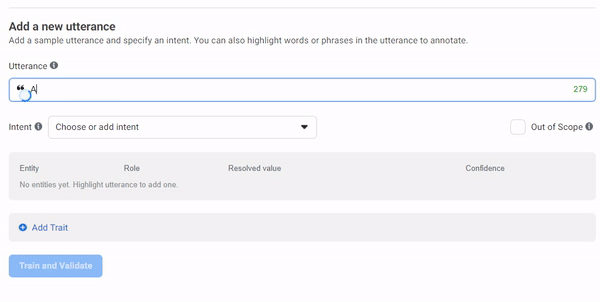 Add a new utterance
Add a sample utterance and specify an intent. You can also highlight words or phrases in the utterance to annotate.
Utterance
❝ A 279
Intent Choose or add intent Out of Scope
Entity Role Resolved value Confidence
No entities yet. Highlight utterance to add one.
Add Trait
Train and Validate